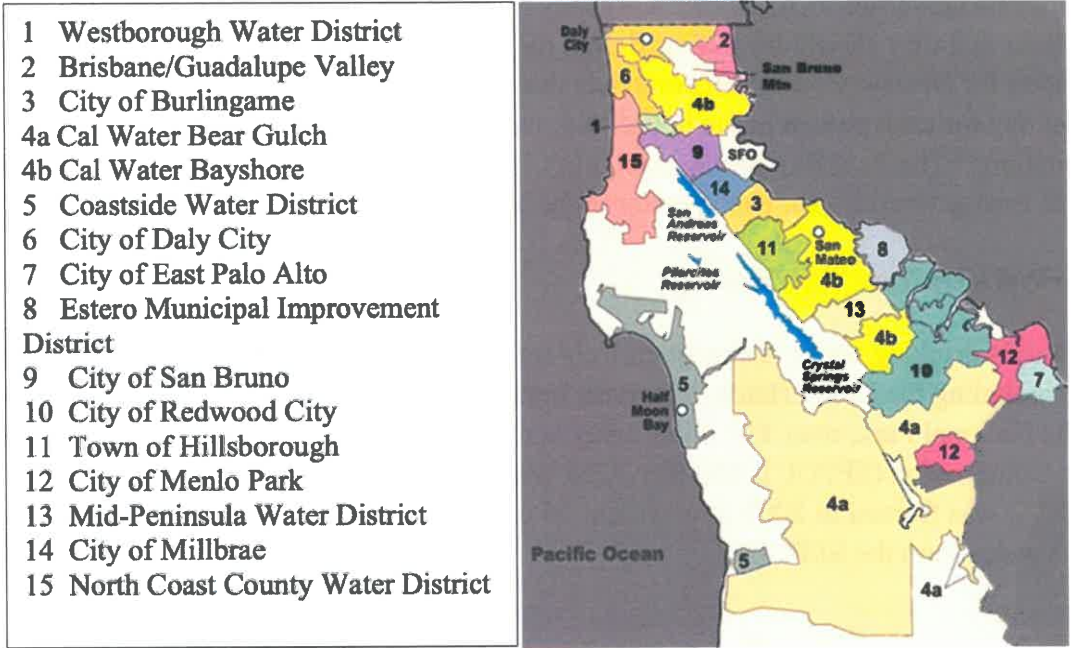 1 Westborough Water District
2 Brisbane/Guadalupe Valley
3 City of Burlingame
4a Cal Water Bear Gulch
4b Cal Water Bayshore
5 Coastside Water District
6 City of Daly City
7 City of East Palo Alto
8 Estero Municipal Improvement
District
9 City of San Bruno
10 City of Redwood City
11 Town of Hillsborough
12 City of Menlo Park
13 Mid-Peninsula Water District
14 City of Millbrae
15 North Coast County Water District
Daly
City
2
San Bruno
Mtn
6
4b
1
15
9
SFO
14
3
San
Andreas
Reservoir
11
San
Mateo
8
Pilarcitos
Reservoir
4b
13
4b
12
Crystal
Springs
Reservoir
10
7
5
Half
Moon
Bay
4a
12
4a
Pacific Ocean
5
4a